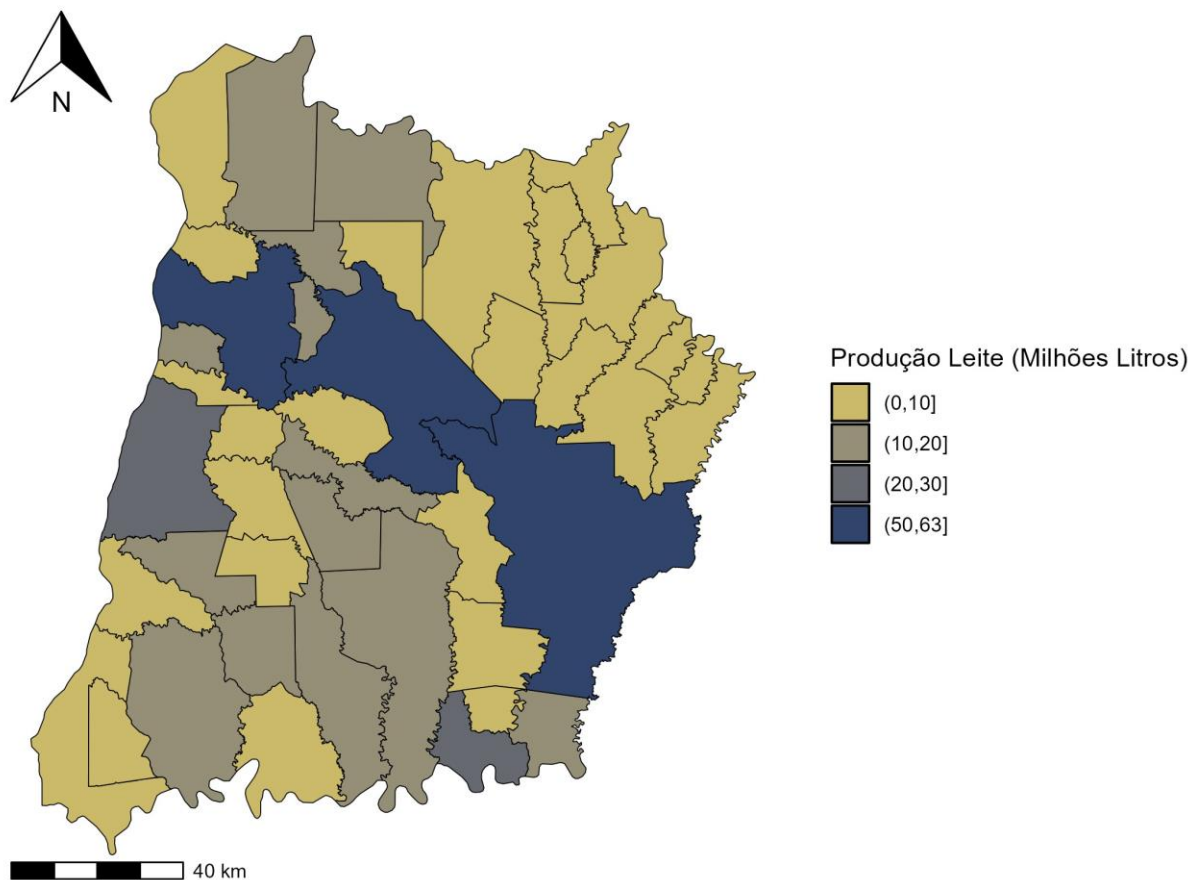 N
Produção Leite (Milhões Litros)
(0,10]
(10,20]
(20,30]
(50,63]
40 km